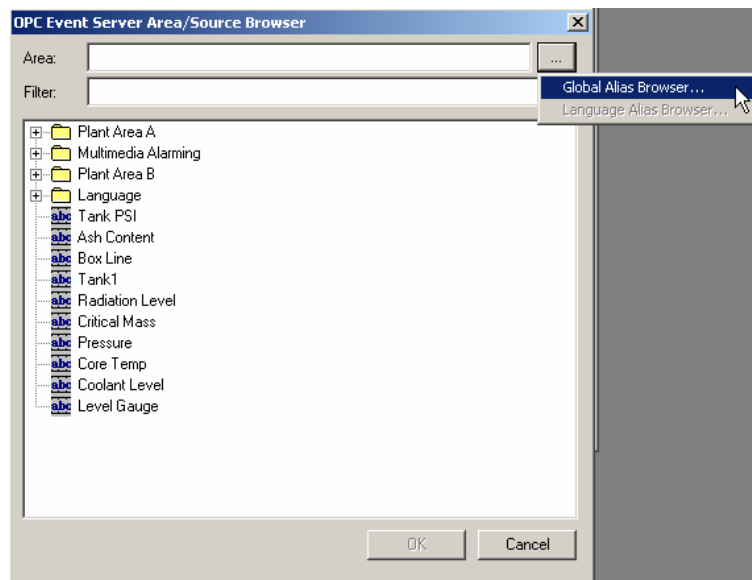 OPC Event Server Area/Source Browser
Area:
...
Filter:
Global Alias Browser...
Language Alias Browser...
Plant Area A
Multimedia Alarming
Plant Area B
Language
abc Tank PSI
abc Ash Content
abc Box Line
abc Tank1
abc Radiation Level
abc Critical Mass
abc Pressure
abc Core Temp
abc Coolant Level
abc Level Gauge
OK Cancel